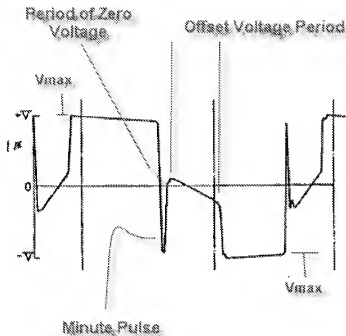 Period of Zero
Voltage
Offset Voltage Period
Vmax
+V
0
-V
Vmax
Minute Pulse